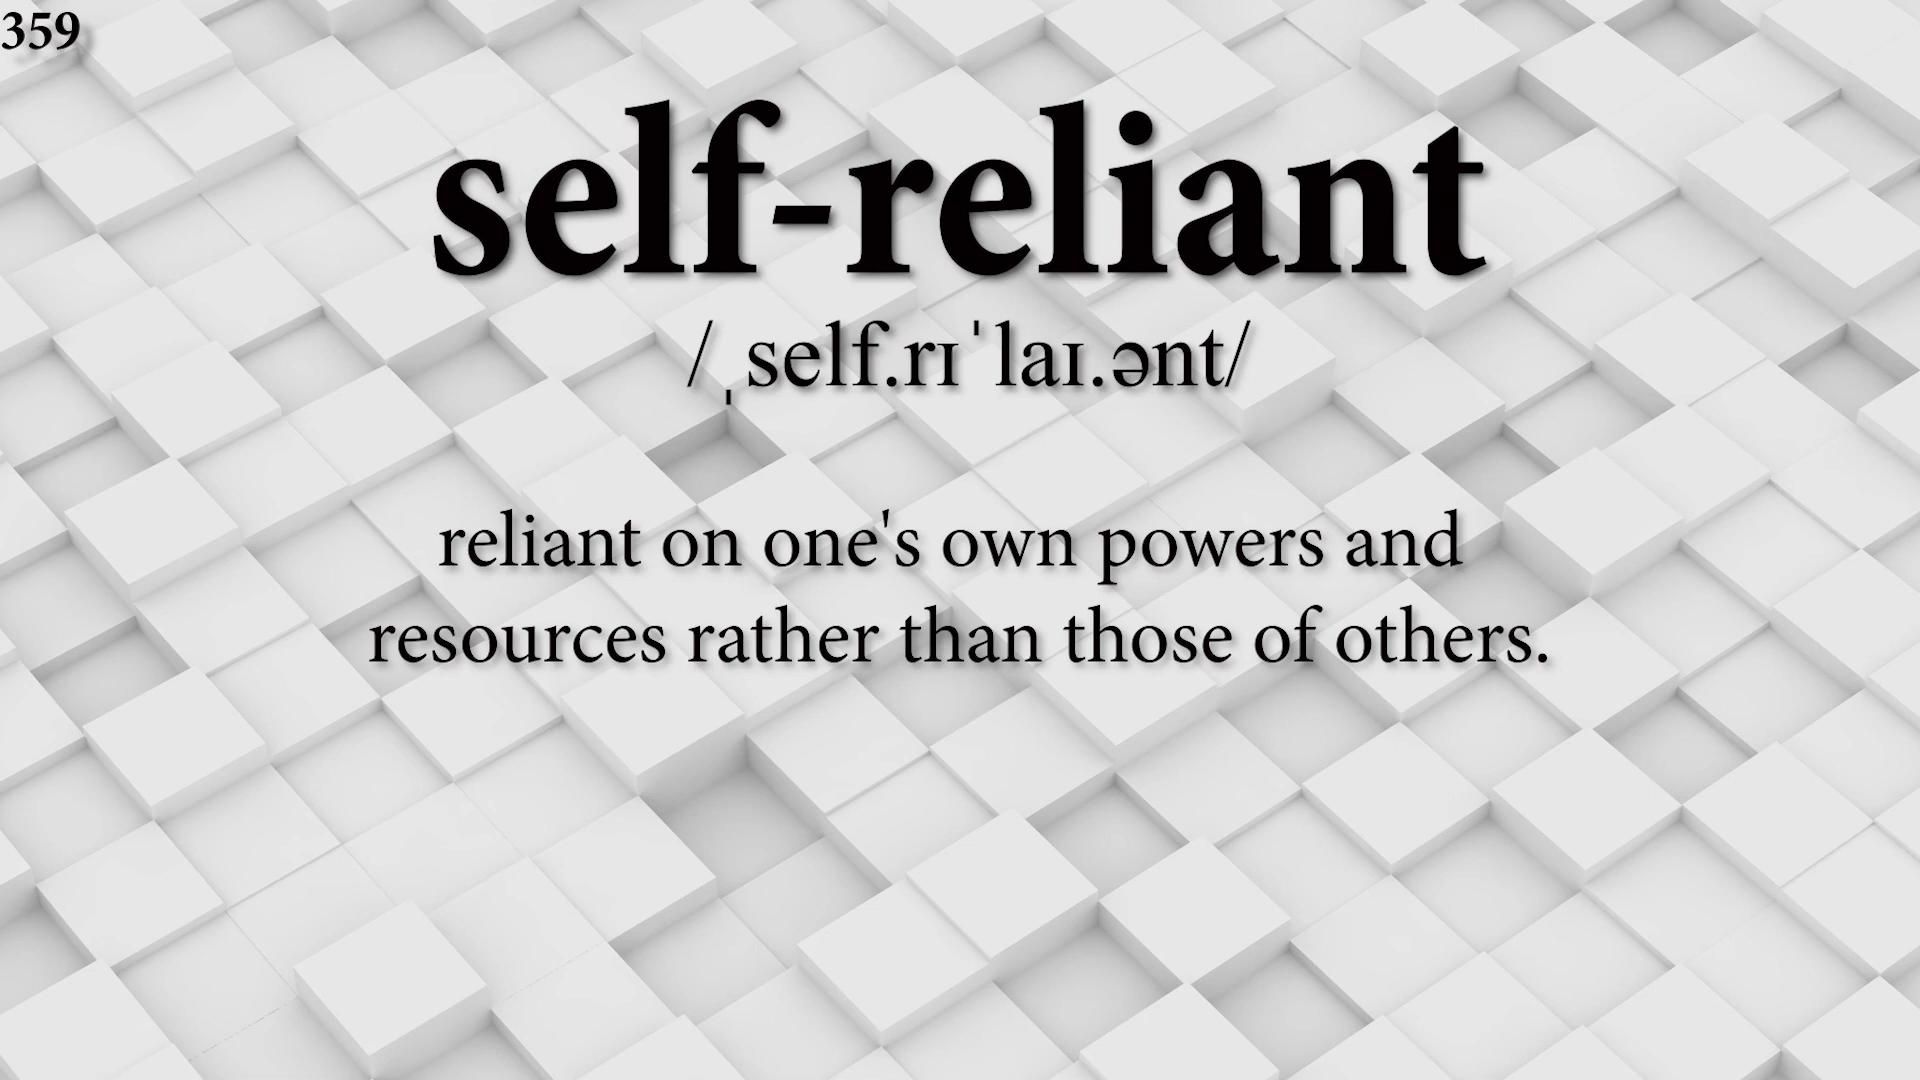 359
self-reliant
/ˌself.rɪˈlaɪ.ənt/
reliant on one's own powers and
resources rather than those of others.